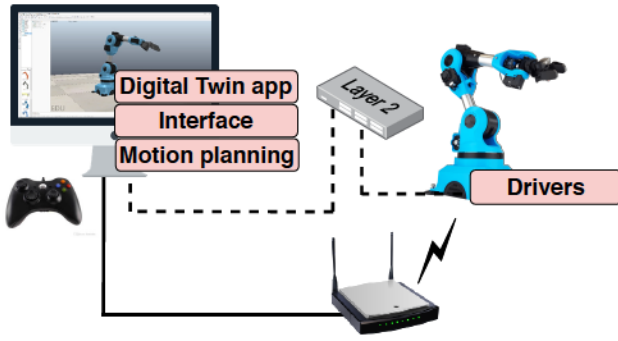 Digital Twin app
Interface
Motion planning
Layer 2
Drivers